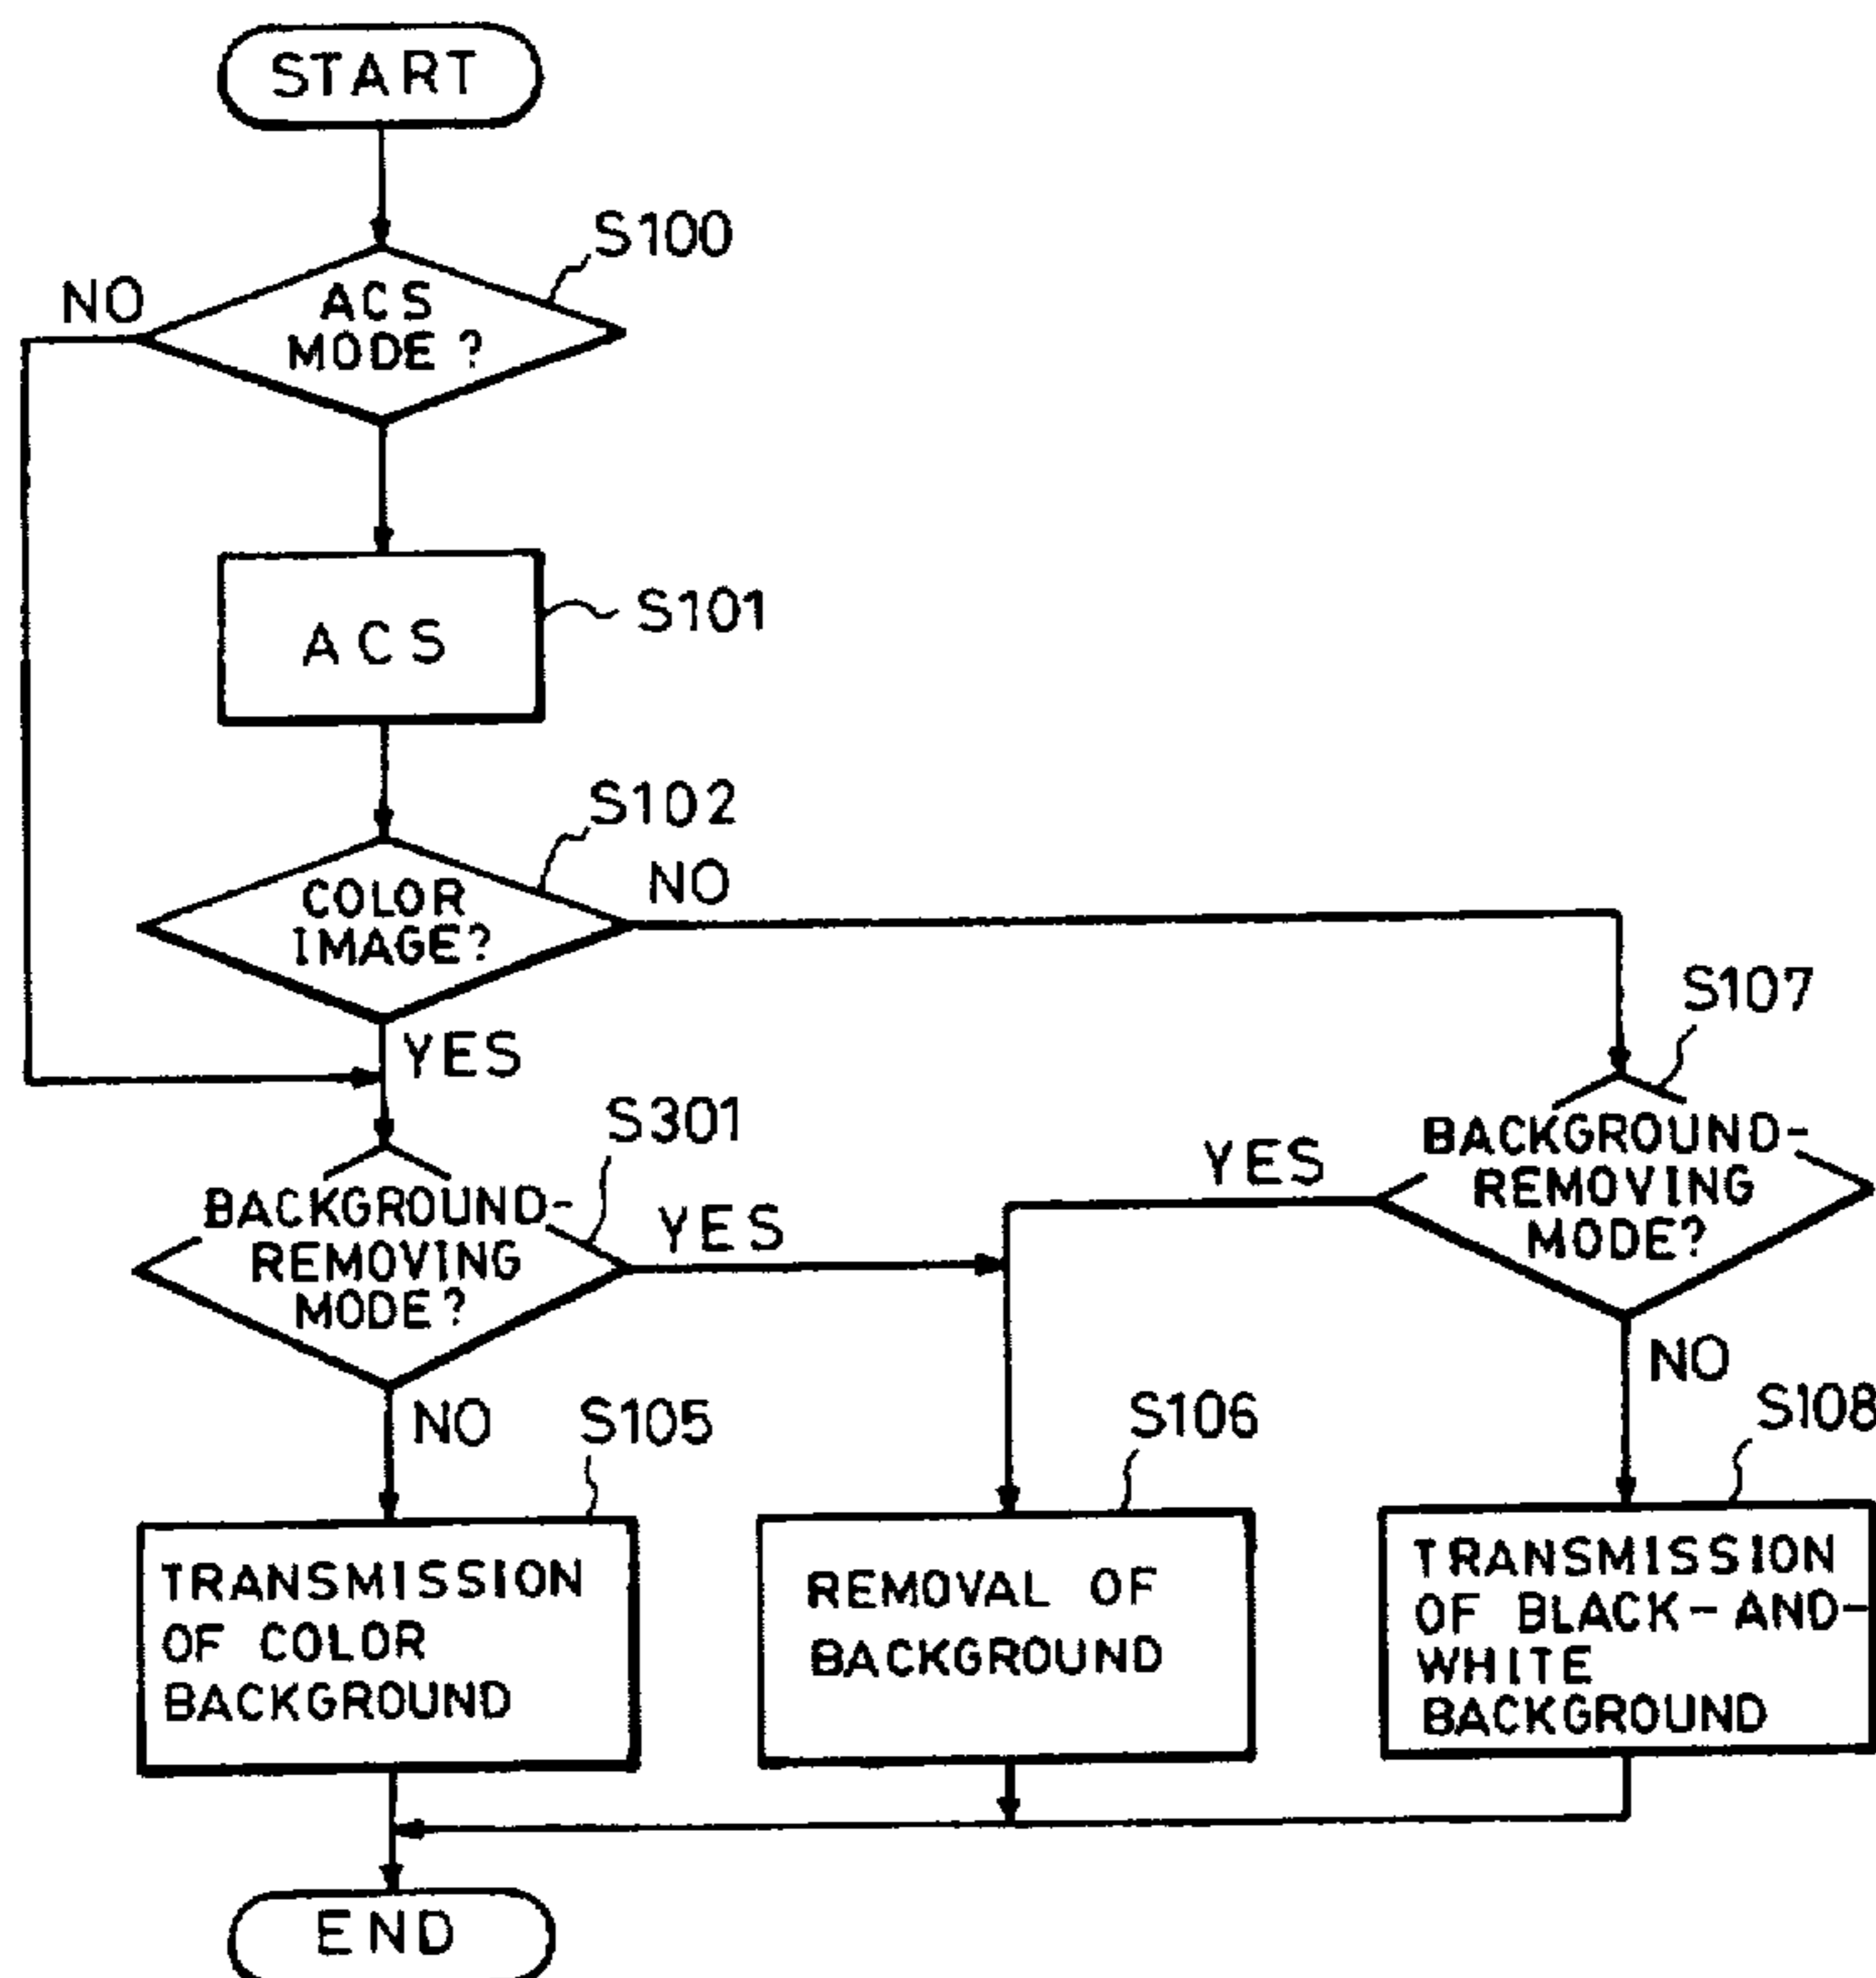 START
S100
NO
ACS
MODE ?
ACS
S101
S102
NO
COLOR
IMAGE?
YES
S107
S301
BACKGROUND-
REMOVING
MODE?
YES
YES
BACKGROUND-
REMOVING
MODE?
NO
NO
S105
S106
S108
TRANSMISSION
OF COLOR
BACKGROUND
REMOVAL OF
BACKGROUND
TRANSMISSION
OF BLACK-AND-
WHITE
BACKGROUND
END